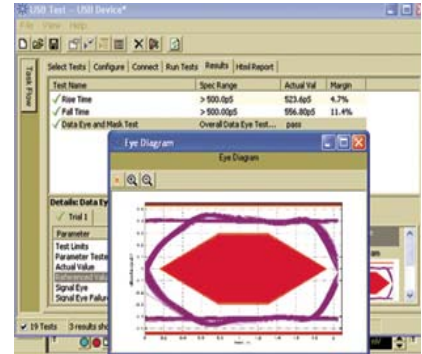 USB Test -- USB Device*
File View Help
Task Flow
Select Tests Configure Connect Run Tests Results Html Report
Test Name Spec Range Actual Val Margin
Rise Time > 500.0pS 523.6pS 4.7%
Fall Time > 500.00pS 556.80pS 11.4%
Data Eye and Mask Test Overall Data Eye Test... pass
Eye Diagram
Eye Diagram
Details: Data Ey
Trial 1
Parameter
Test Limits
Parameter Teste
Actual Value
Signal Eye
Signal Eye Failur
19 Tests 3 results sho